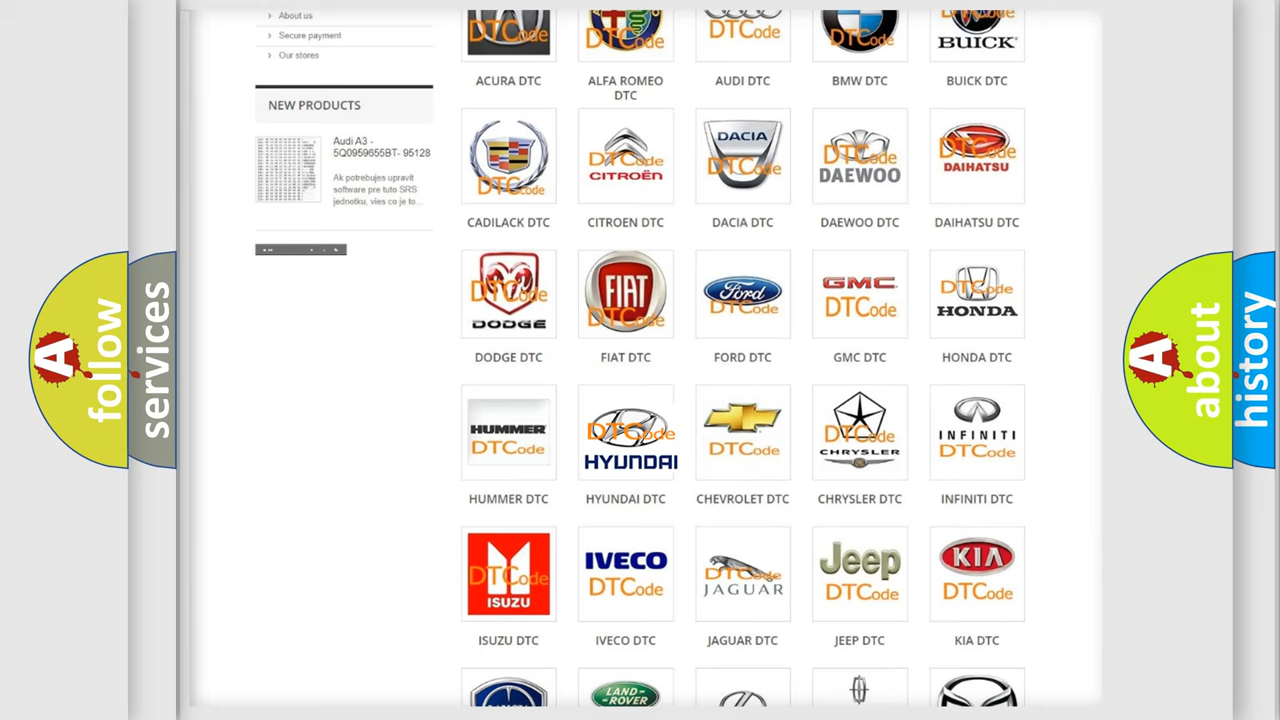 About us
Secure payment
Our stores
NEW PRODUCTS
Audi A3 -
5Q0959655BT- 95128
Ak potrebujes upravit
software pre tuto SRS
jednotku, vies co je to...
DTCode
DTCode
DTCode
DTCode
BUICK
ACURA DTC
ALFA ROMEO
DTC
AUDI DTC
BMW DTC
BUICK DTC
DTCode
DTCode
CITROËN
DACIA
DTCode
DTCode
DAEWOO
DTCode
DAIHATSU
CADILACK DTC
CITROEN DTC
DACIA DTC
DAEWOO DTC
DAIHATSU DTC
DTCode
DODGE
FIAT
DTCode
Ford
DTCode
GMC
DTCode
DTCode
HONDA
DODGE DTC
FIAT DTC
FORD DTC
GMC DTC
HONDA DTC
HUMMER
DTCode
DTCode
HYUNDAI
DTCode
DTCode
CHRYSLER
INFINITI
DTCode
HUMMER DTC
HYUNDAI DTC
CHEVROLET DTC
CHRYSLER DTC
INFINITI DTC
DTCode
ISUZU
IVECO
DTCode
DTCode
JAGUAR
Jeep
DTCode
KIA
DTCode
ISUZU DTC
IVECO DTC
JAGUAR DTC
JEEP DTC
KIA DTC
LAND-
ROVER
A
follow
services
A
about
history